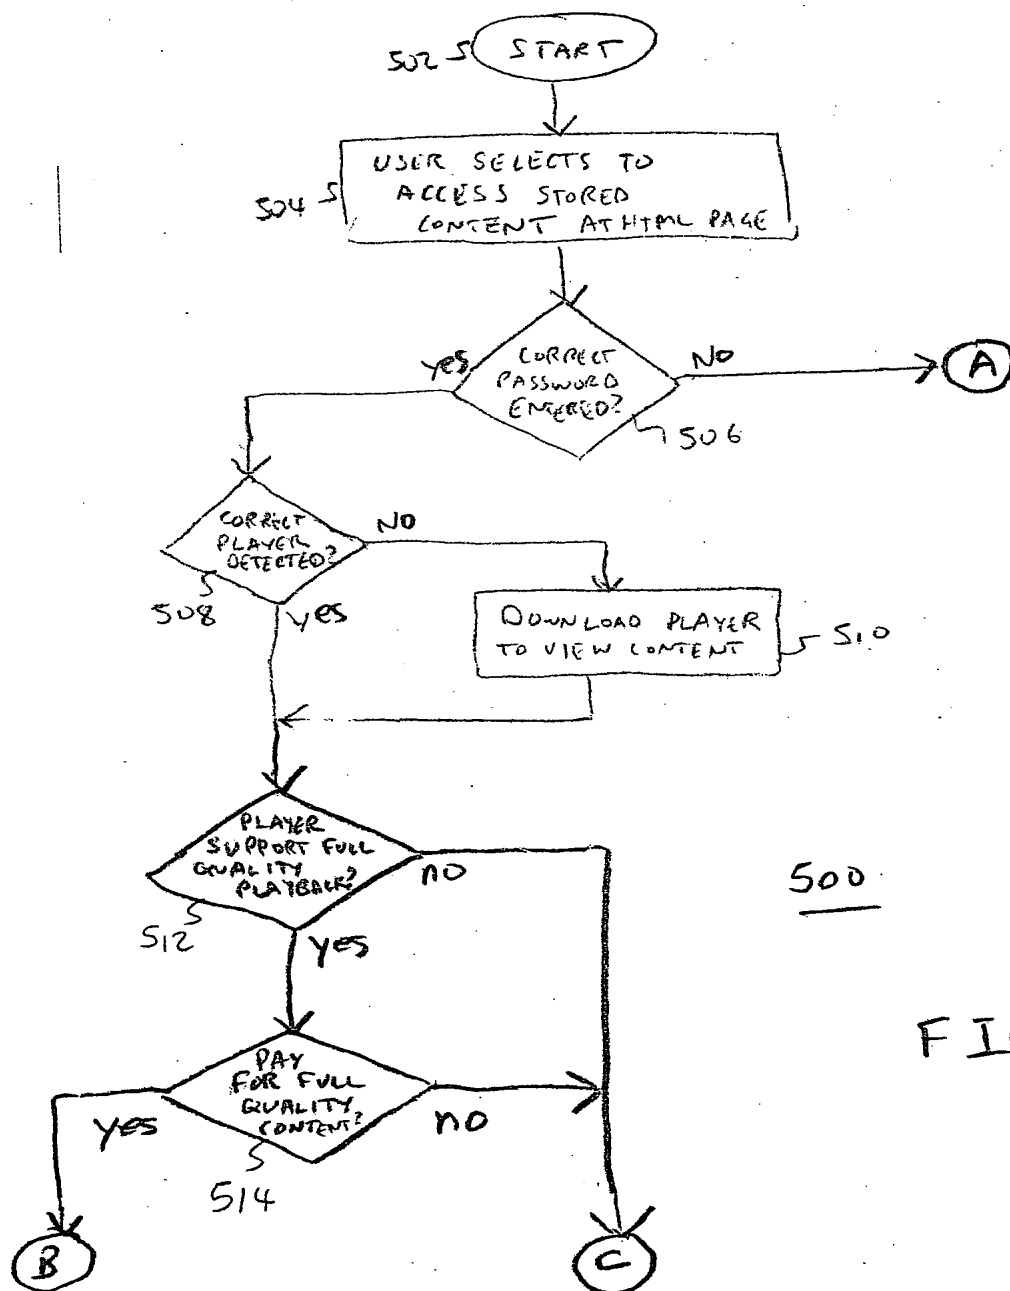 502 START
504
USER SELECTS TO
ACCESS STORED
CONTENT AT HTML PAGE
yes
CORRECT
PASSWORD
ENTERED?
NO
A
506
CORRECT
PLAYER
DETECTED?
NO
508
yes
DOWNLOAD PLAYER
TO VIEW CONTENT
510
PLAYER
SUPPORT FULL
QUALITY
PLAYBACK?
no
500
512
yes
FI
PAY
FOR FULL
QUALITY
CONTENT?
yes
no
514
B
C